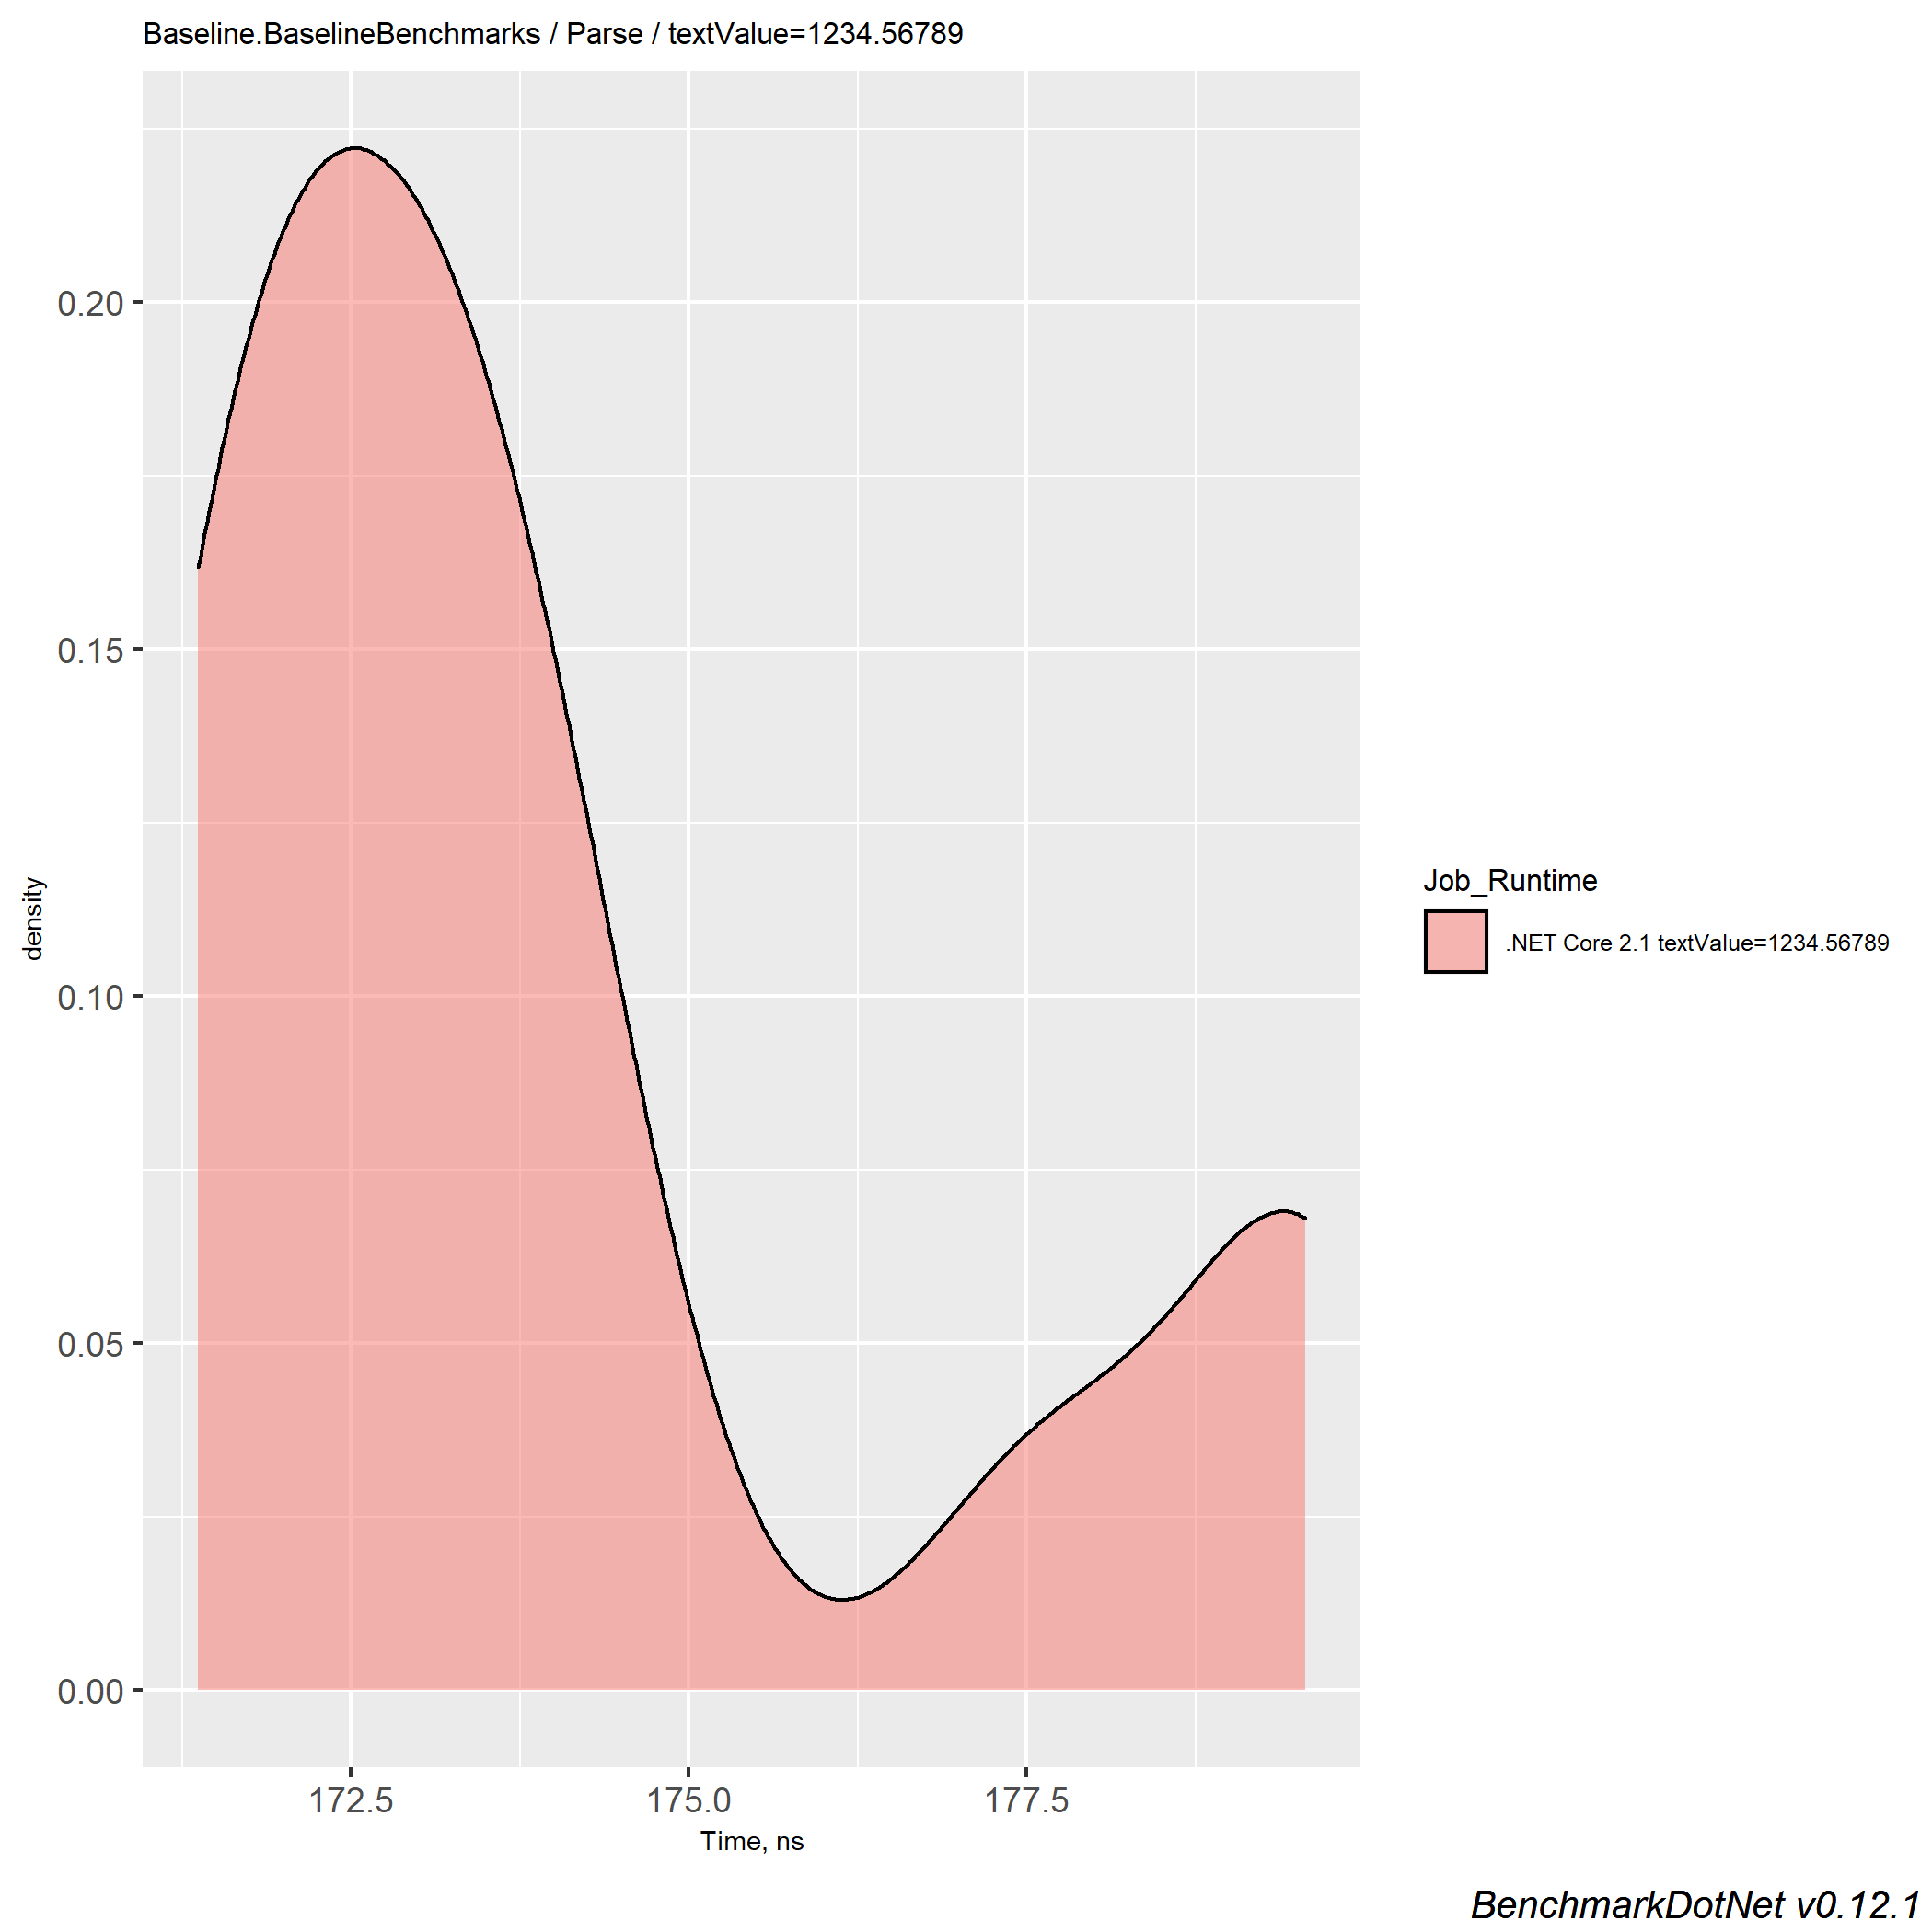 Baseline.BaselineBenchmarks / Parse / textValue=1234.56789
0.20
0.15
0.10
0.05
0.00
density
172.5 175.0 177.5
Time, ns
Job_Runtime
.NET Core 2.1 textValue=1234.56789
BenchmarkDotNet v0.12.1